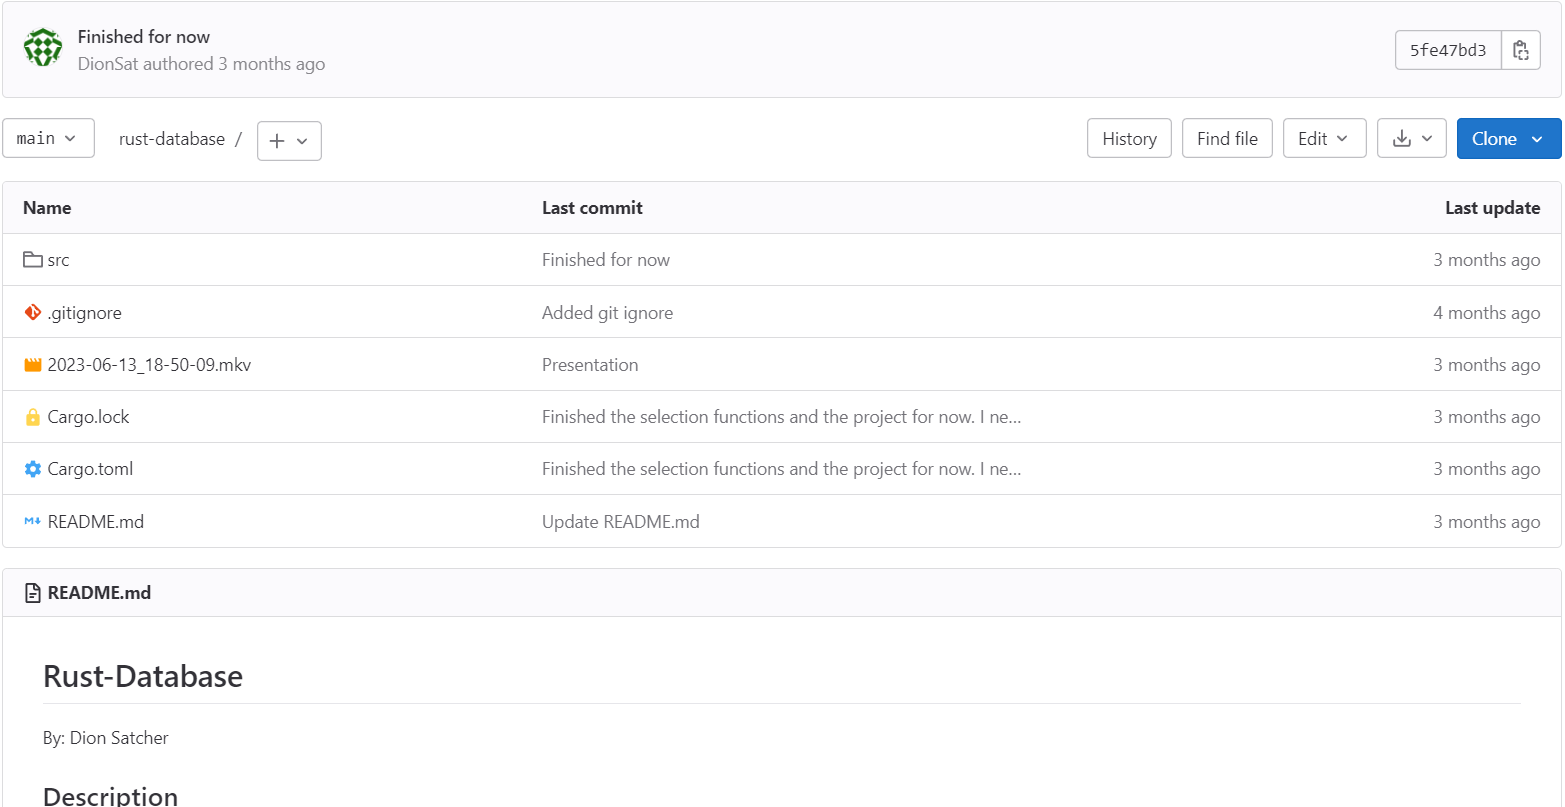 Finished for now
DionSat authored 3 months ago
5fe47bd3
main
rust-database /
History
Find file
Edit
Clone
Name Last commit Last update
src Finished for now 3 months ago
.gitignore Added git ignore 4 months ago
2023-06-13_18-50-09.mkv Presentation 3 months ago
Cargo.lock Finished the selection functions and the project for now. I ne... 3 months ago
Cargo.toml Finished the selection functions and the project for now. I ne... 3 months ago
README.md Update README.md 3 months ago
README.md
Rust-Database
By: Dion Satcher
Description